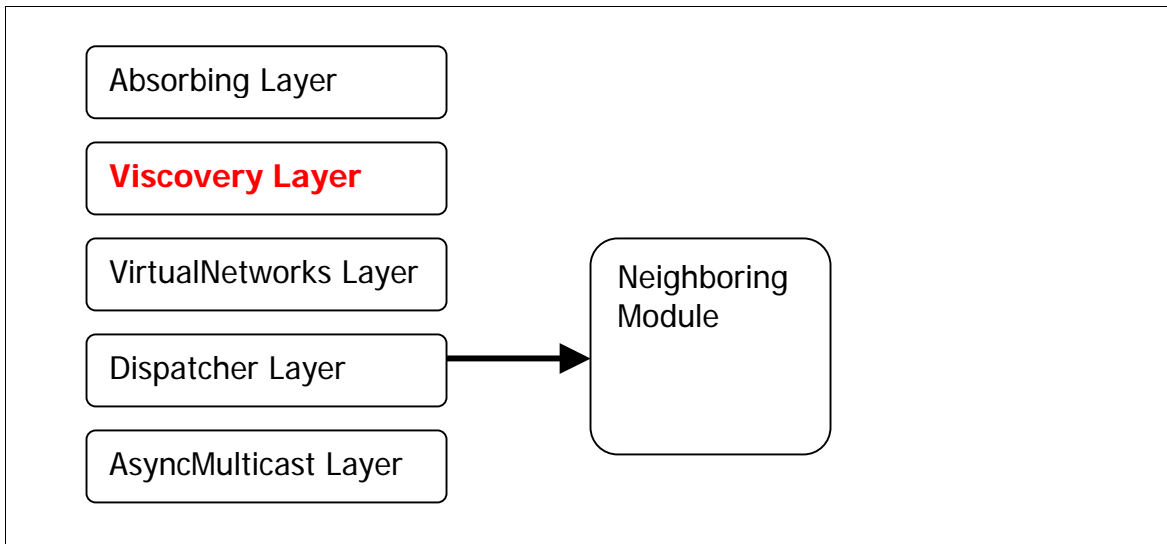 Absorbing Layer
Viscovery Layer
VirtualNetworks Layer
Neighboring
Module
Dispatcher Layer
AsyncMulticast Layer